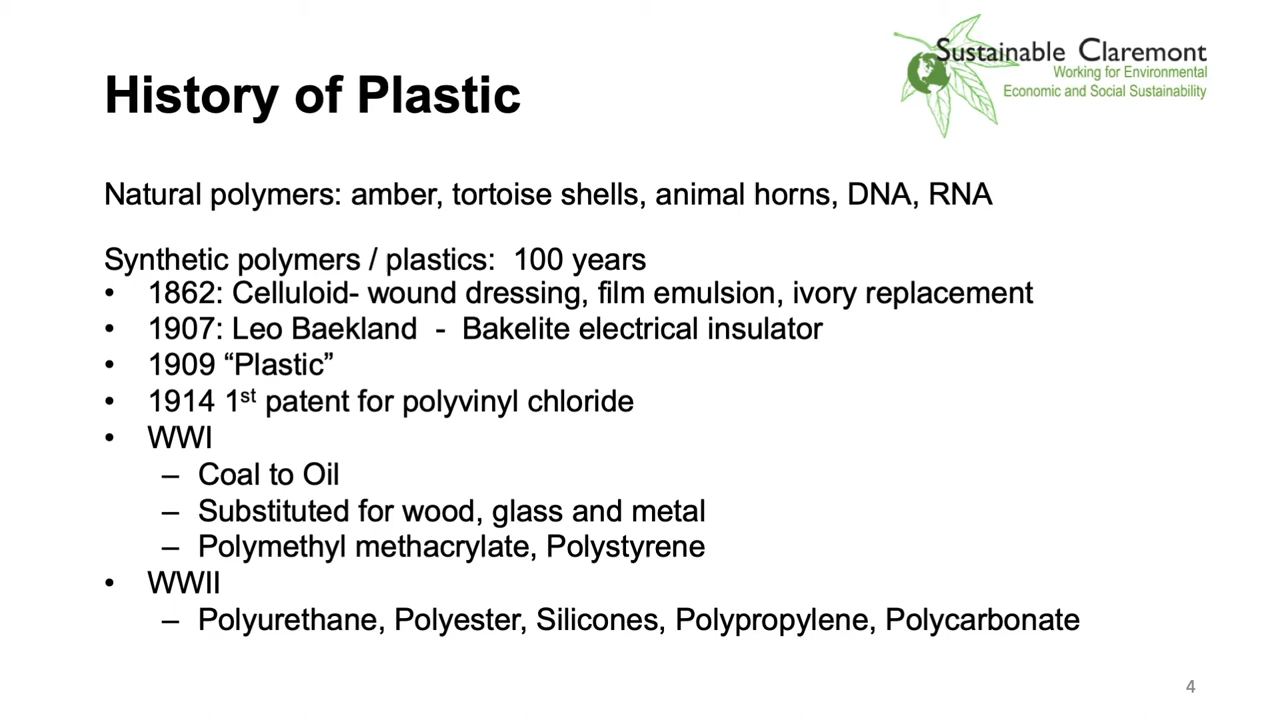 Sustainable Claremont
Working for Environmental
Economic and Social Sustainability
History of Plastic
Natural polymers: amber, tortoise shells, animal horns, DNA, RNA
Synthetic polymers / plastics:  100 years
• 1862: Celluloid- wound dressing, film emulsion, ivory replacement
• 1907: Leo Baekland  -  Bakelite electrical insulator
• 1909 “Plastic”
• 1914 1st patent for polyvinyl chloride
• WWI
– Coal to Oil
– Substituted for wood, glass and metal
– Polymethyl methacrylate, Polystyrene
• WWII
– Polyurethane, Polyester, Silicones, Polypropylene, Polycarbonate
4